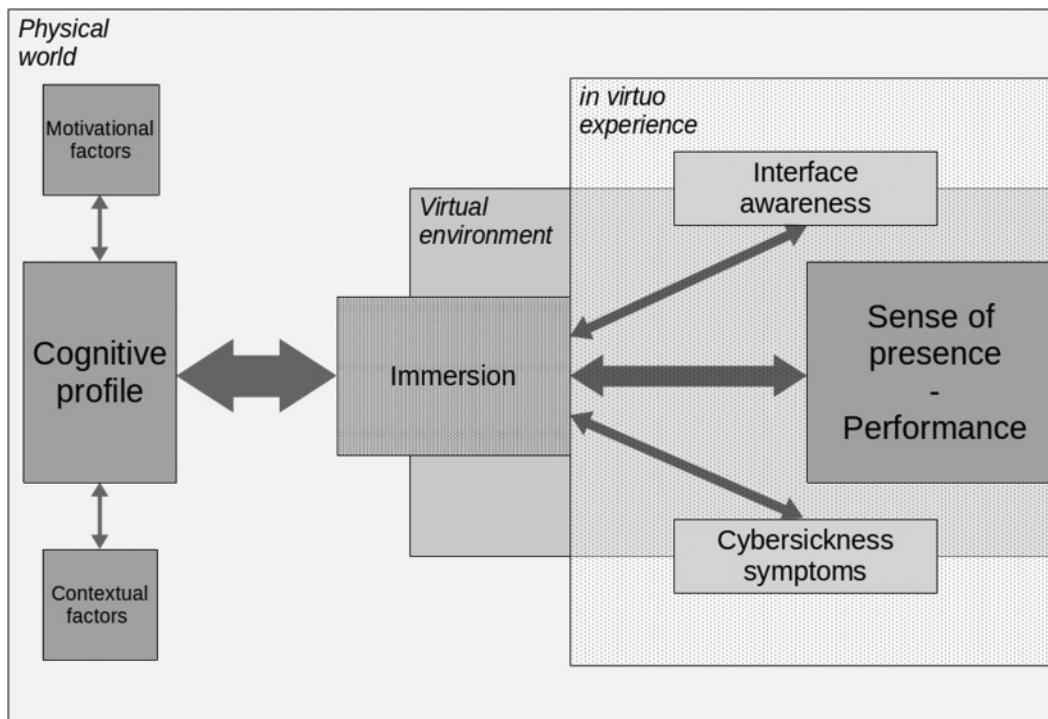 Physical
world
Motivational
factors
Cognitive
profile
Contextual
factors
Virtual
environment
Immersion
in virtuo
experience
Interface
awareness
Sense of
presence
-
Performance
Cybersickness
symptoms